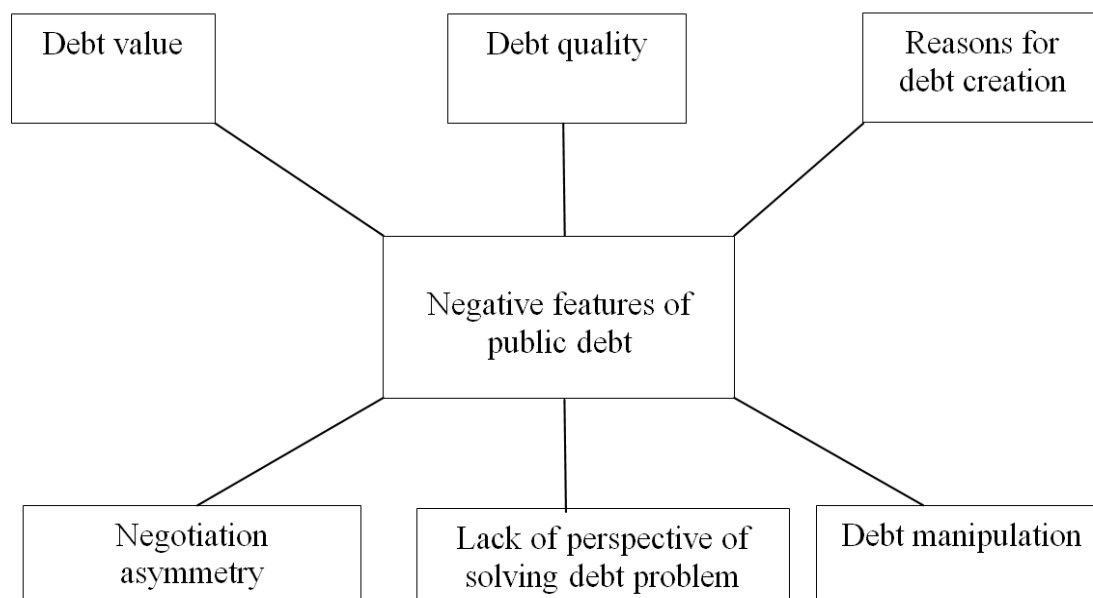 Debt value
Debt quality
Reasons for
debt creation
Negative features of
public debt
Negotiation
asymmetry
Lack of perspective of
solving debt problem
Debt manipulation